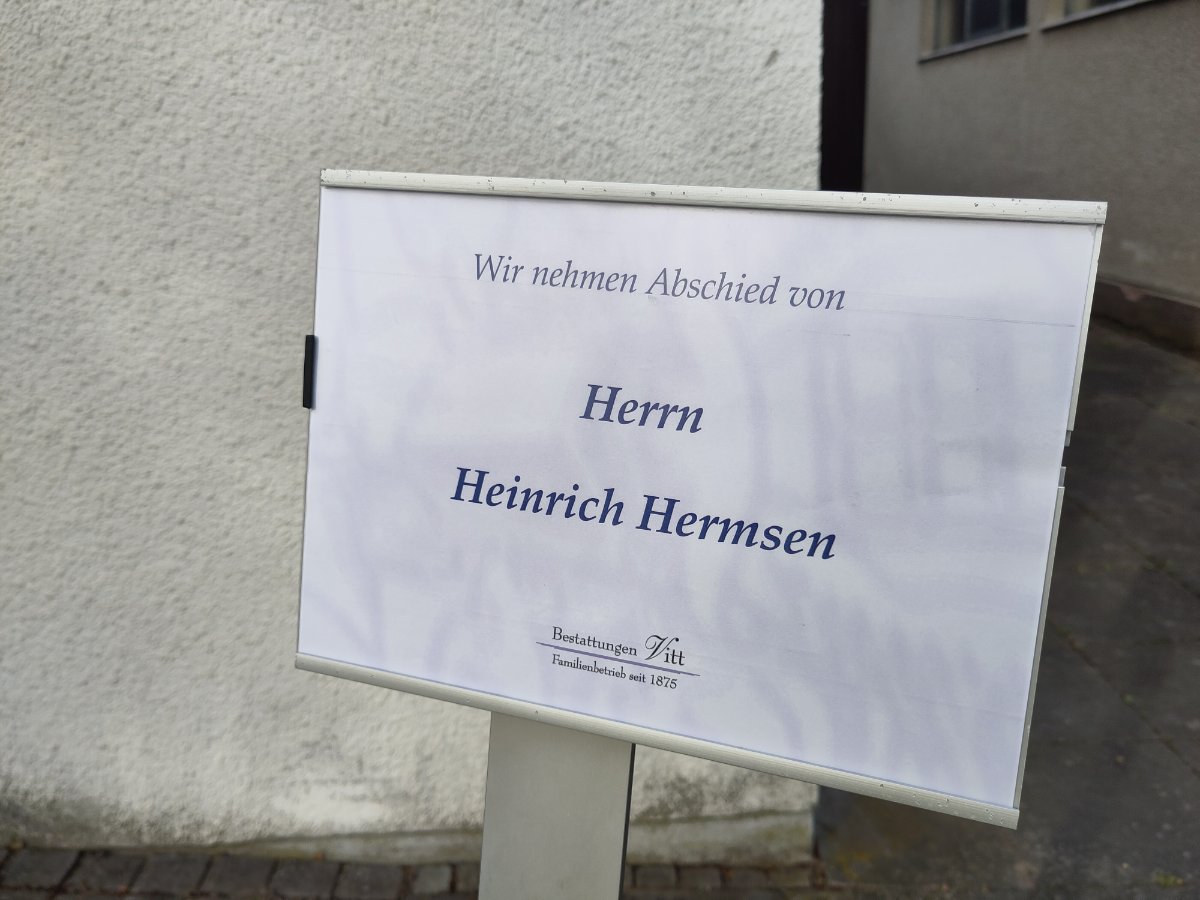 Wir nehmen Abschied von
Herrn
Heinrich Hermsen
Bestattungen Vitt
Familienbetrieb seit 1875